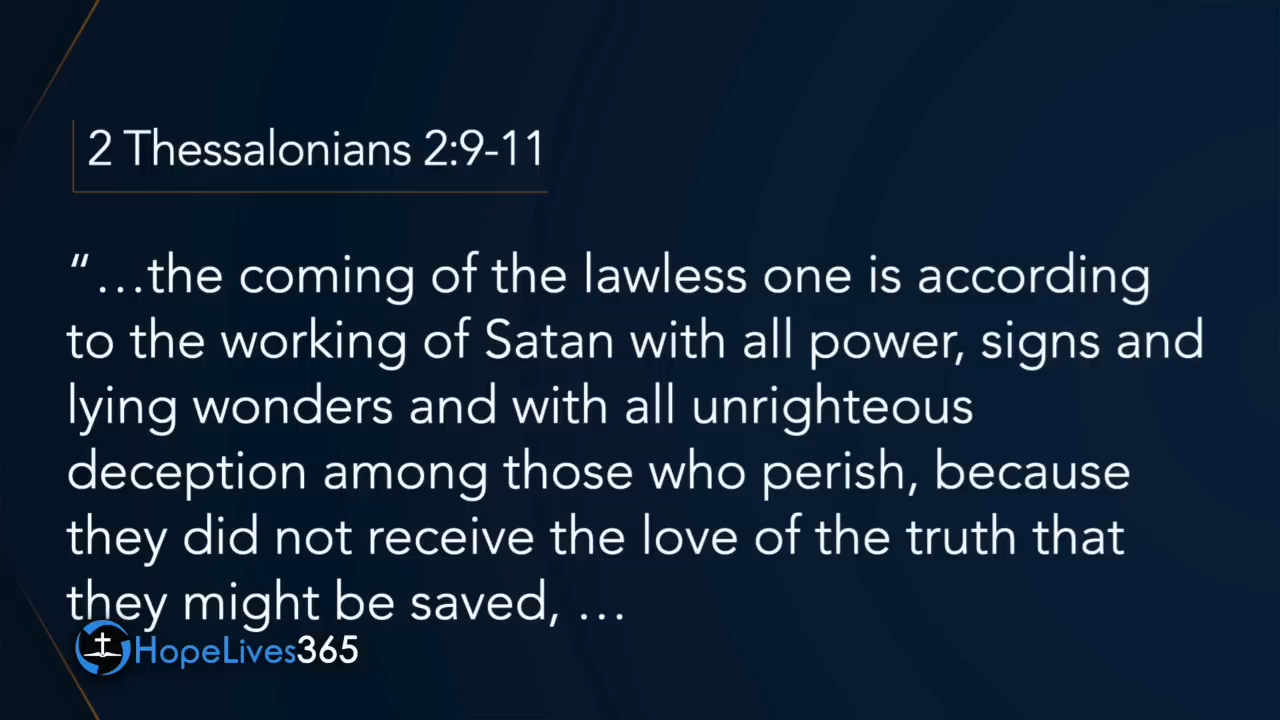 2 Thessalonians 2:9-11
“…the coming of the lawless one is according
to the working of Satan with all power, signs and
lying wonders and with all unrighteous
deception among those who perish, because
they did not receive the love of the truth that
they might be saved, …
HopeLives365